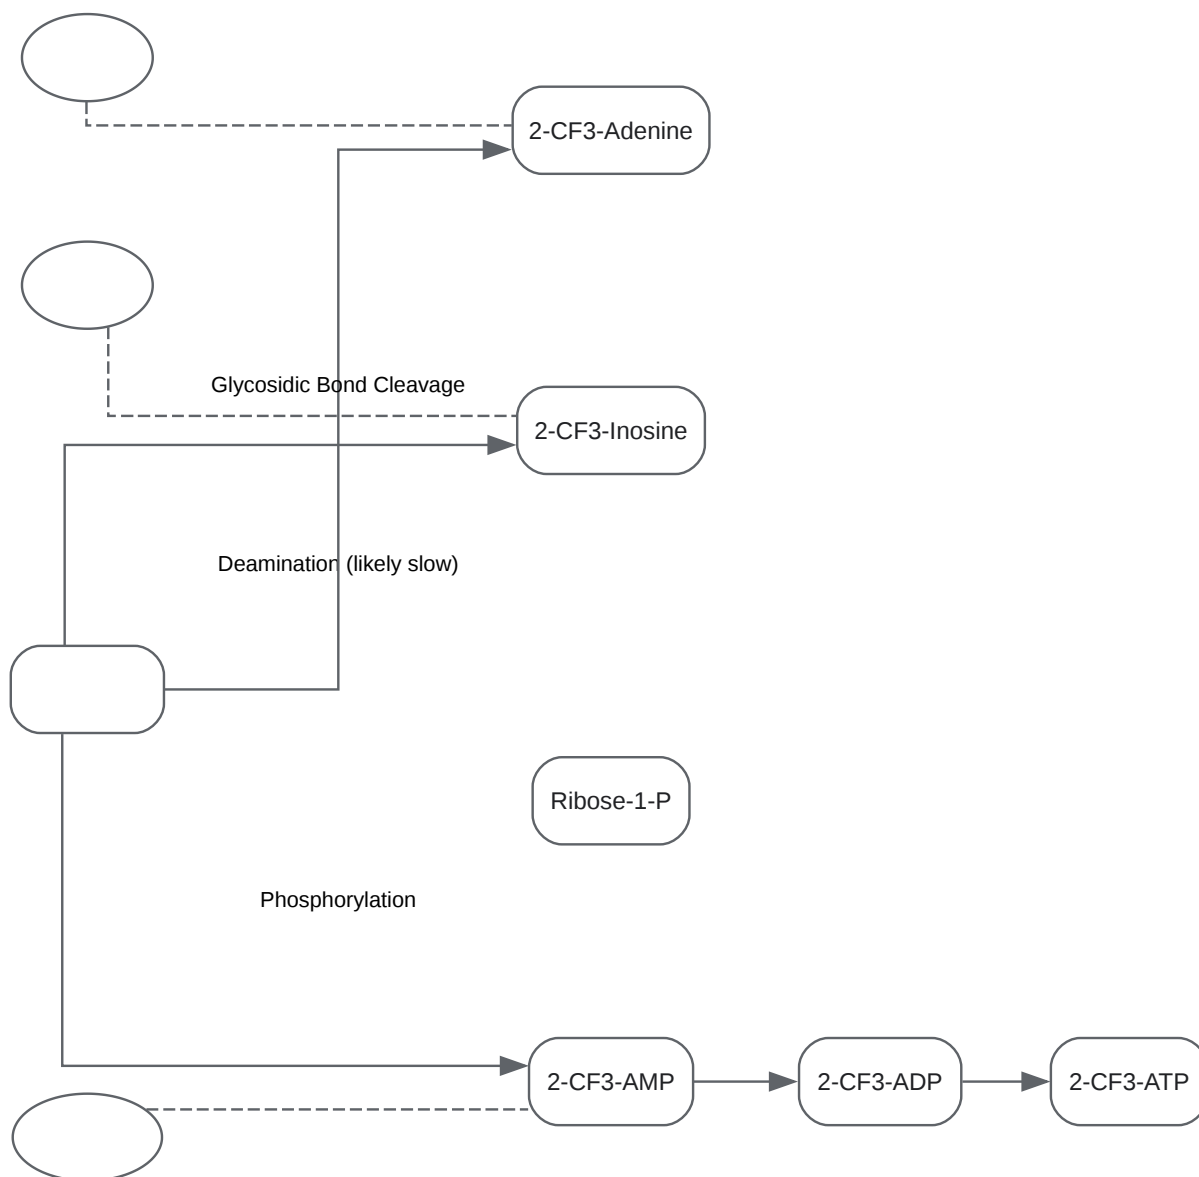 2-CF3-Adenine
Glycosidic Bond Cleavage
2-CF3-Inosine
Deamination (likely slow)
Ribose-1-P
Phosphorylation
2-CF3-AMP
2-CF3-ADP
2-CF3-ATP